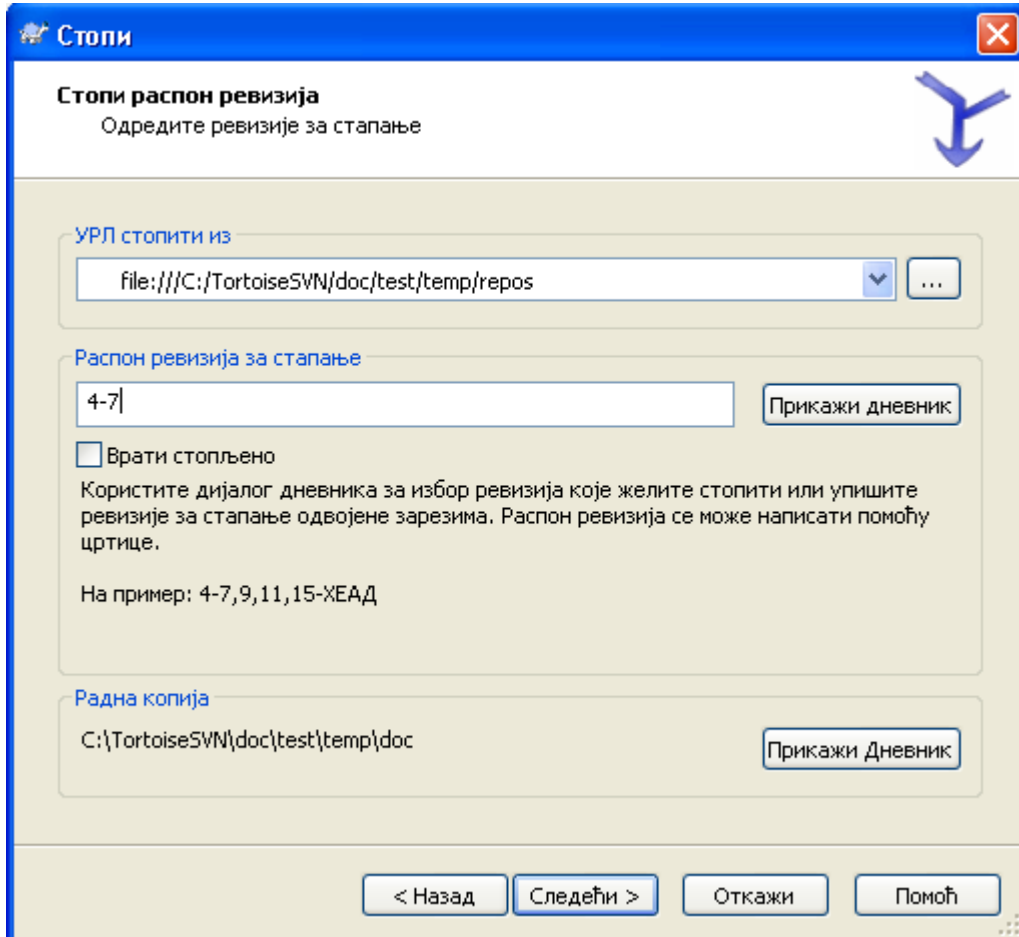 Стопи
Стопи распон ревизија
Одредите ревизије за стапање
УРЛ стопити из
file:///C:/TortoiseSVN/doc/test/temp/repos
...
Распон ревизија за стапање
4-7
Прикажи дневник
Врати стопљено
Користите дијалог дневника за избор ревизија које желите стопити или упишите
ревизије за стапање одвојене зарезима. Распон ревизија се може написати помоћу
цртице.
На пример: 4-7,9,11,15-ХЕАД
Радна копија
C:\TortoiseSVN\doc\test\temp\doc
Прикажи Дневник
< Назад
Следећи >
Откажи
Помоћ